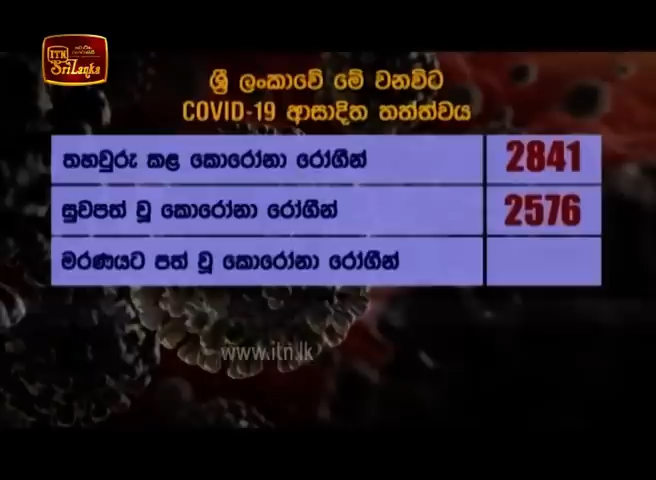 ITN
SriLanka
ශ්‍රී ලංකාවේ මේ වනවිට
COVID-19 ආසාදිත තත්ත්වය
තහවුරු කළ කොරෝනා රෝගීන් 2841
සුවපත් වූ කොරෝනා රෝගීන් 2576
මරණයට පත් වූ කොරෝනා රෝගීන්
www.itn.lk